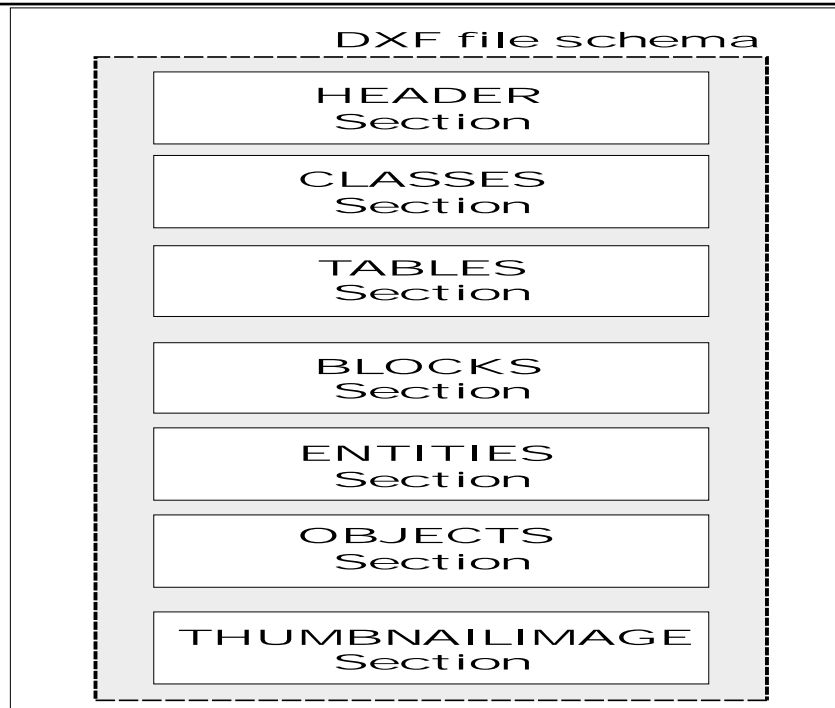 DXF file schema
HEADER
Section
CLASSES
Section
TABLES
Section
BLOCKS
Section
ENTITIES
Section
OBJECTS
Section
THUMBNAILIMAGE
Section